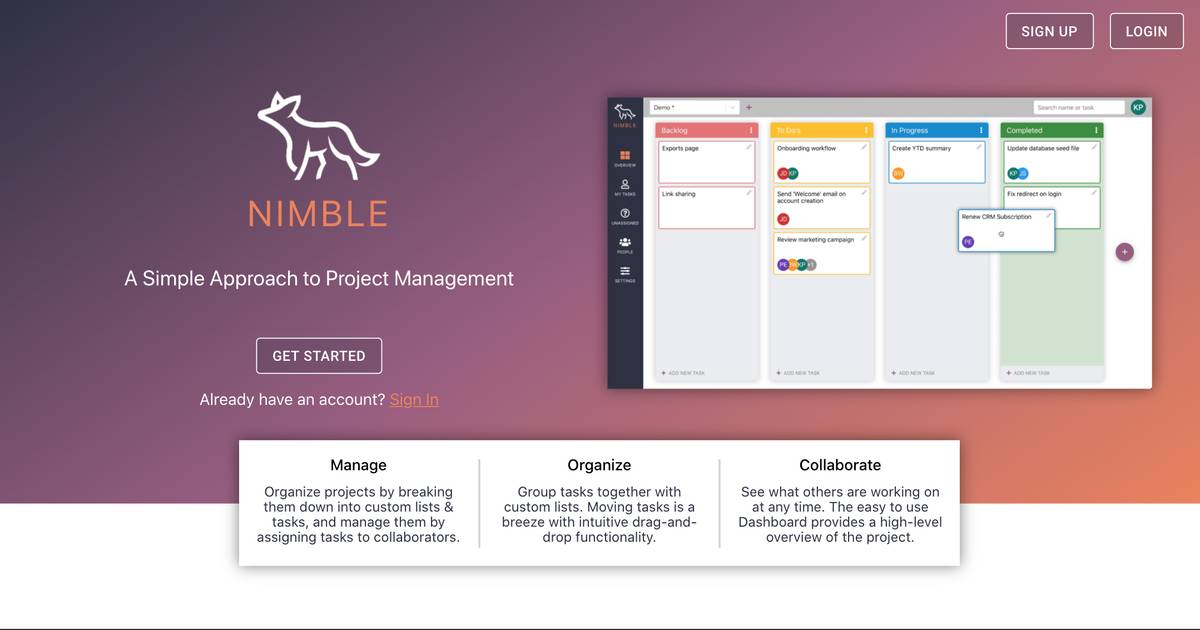 SIGN UP
LOGIN
NIMBLE
A Simple Approach to Project Management
GET STARTED
Already have an account? Sign In
NIMBLE
Demo *
Search name or task
KP
OVERVIEW
MY TASKS
UNASSIGNED
PEOPLE
SETTINGS
Backlog
Exports page
Link sharing
+ ADD NEW TASK
To Do's
Onboarding workflow
JD KP
Send 'Welcome' email on
account creation
JD
Review marketing campaign
PE KP +1
+ ADD NEW TASK
In Progress
Create YTD summary
BW
+ ADD NEW TASK
Completed
Update database seed file
KP JB
Fix redirect on login
Renew CRM Subscription
PE
+ ADD NEW TASK
Manage
Organize projects by breaking
them down into custom lists &
tasks, and manage them by
assigning tasks to collaborators.
Organize
Group tasks together with
custom lists. Moving tasks is a
breeze with intuitive drag-and-
drop functionality.
Collaborate
See what others are working on
at any time. The easy to use
Dashboard provides a high-level
overview of the project.